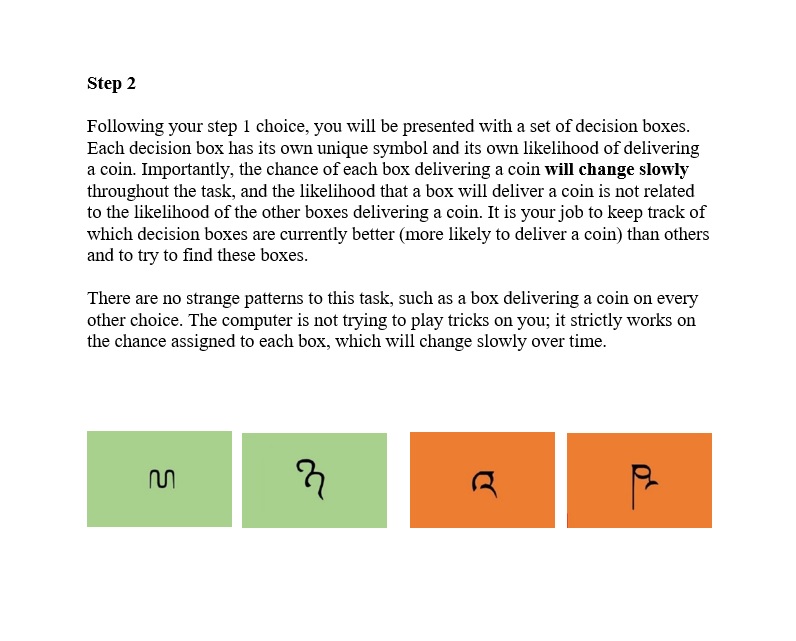 Step 2
Following your step 1 choice, you will be presented with a set of decision boxes.
Each decision box has its own unique symbol and its own likelihood of delivering
a coin. Importantly, the chance of each box delivering a coin will change slowly
throughout the task, and the likelihood that a box will deliver a coin is not related
to the likelihood of the other boxes delivering a coin. It is your job to keep track of
which decision boxes are currently better (more likely to deliver a coin) than others
and to try to find these boxes.
There are no strange patterns to this task, such as a box delivering a coin on every
other choice. The computer is not trying to play tricks on you; it strictly works on
the chance assigned to each box, which will change slowly over time.